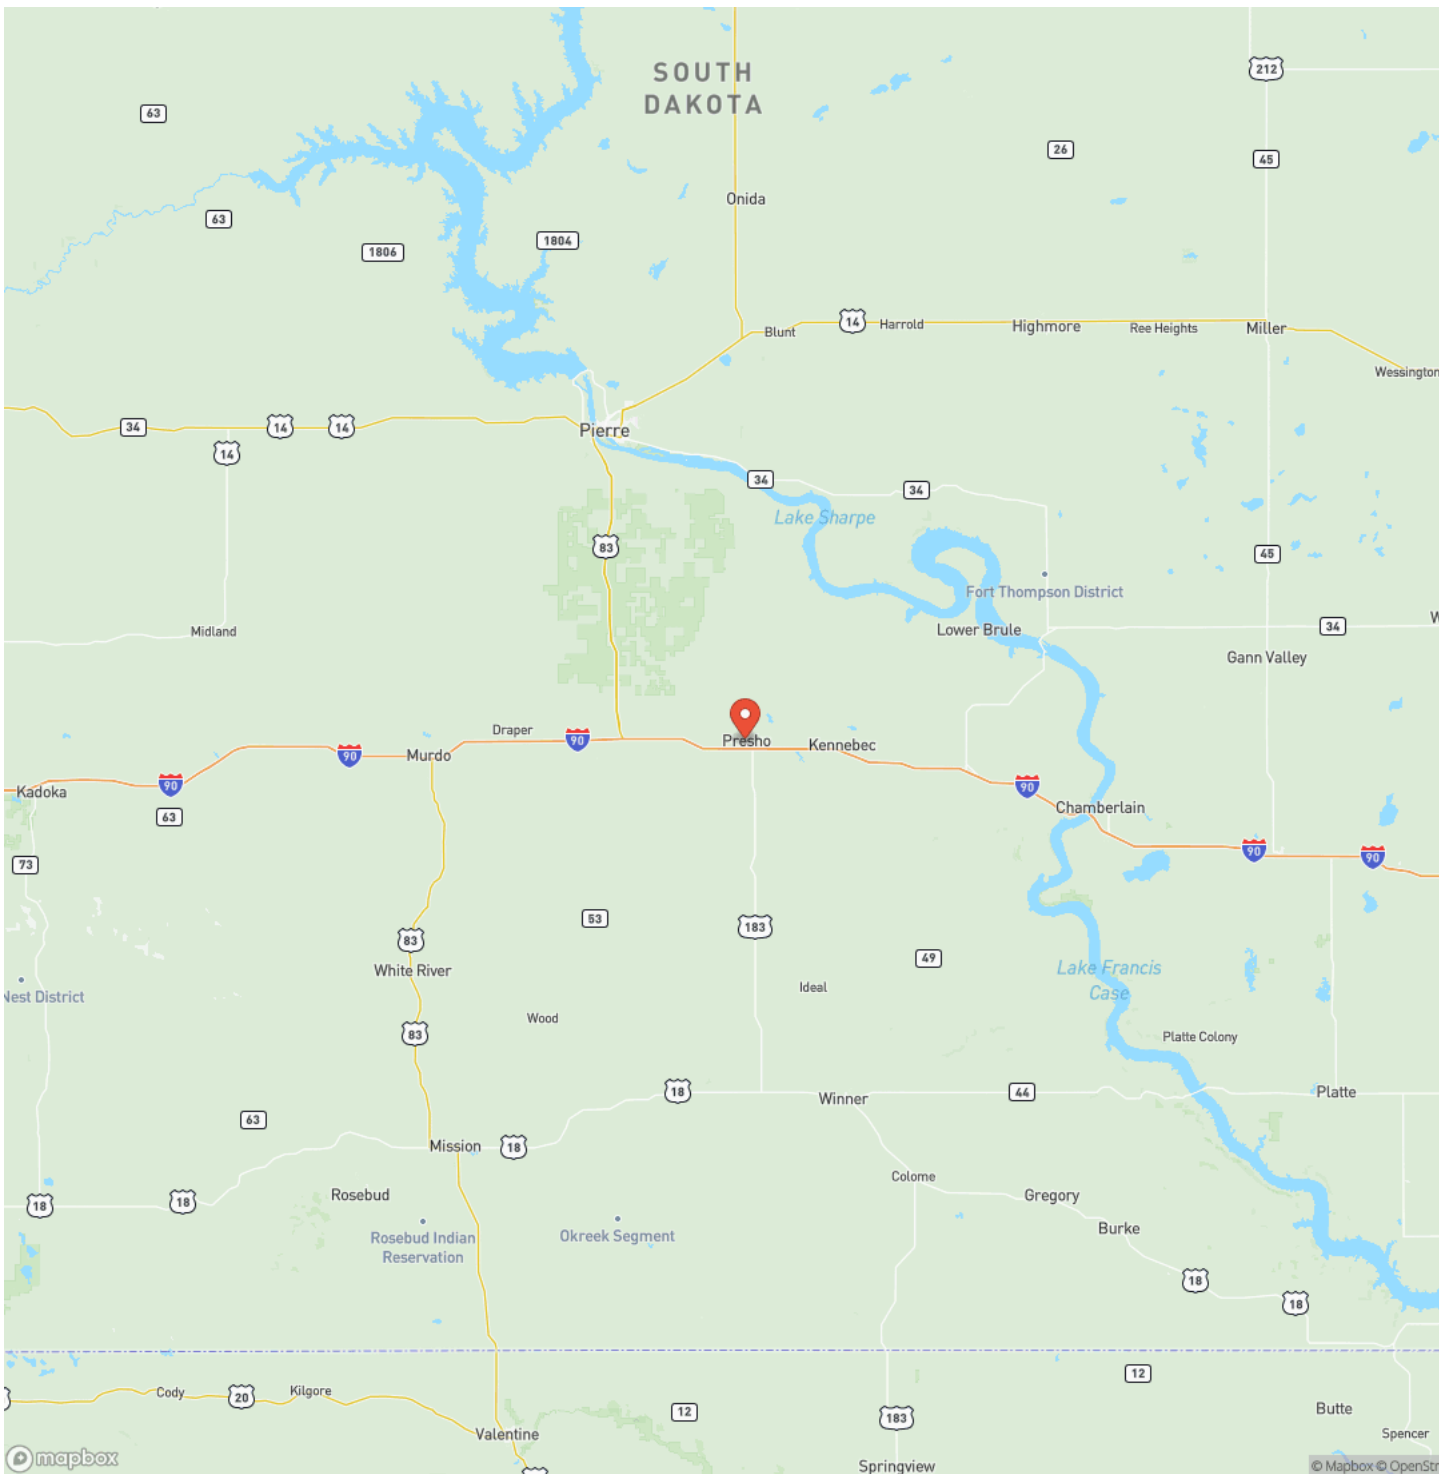 SOUTH
DAKOTA
212
63
26
45
Onida
63
1804
1806
Blunt
14
Harrold
Highmore
Ree Heights
Miller
Wessington
34
14
14
Pierre
14
34
34
Lake Sharpe
83
45
Fort Thompson District
Midland
Lower Brule
34
Gann Valley
Draper
90
Presho
Kennebec
Murdo
90
90
Kadoka
63
90
Chamberlain
73
90
90
53
183
83
White River
49
Lake Francis
Case
Ideal
Nest District
Wood
83
Platte Colony
18
Winner
44
Platte
63
Mission
18
Colome
Rosebud
Gregory
18
18
Rosebud Indian
Reservation
Okreek Segment
Burke
18
18
12
Cody
20
Kilgore
12
183
Butte
Valentine
Spencer
mapbox
Springview
© Mapbox © OpenStr